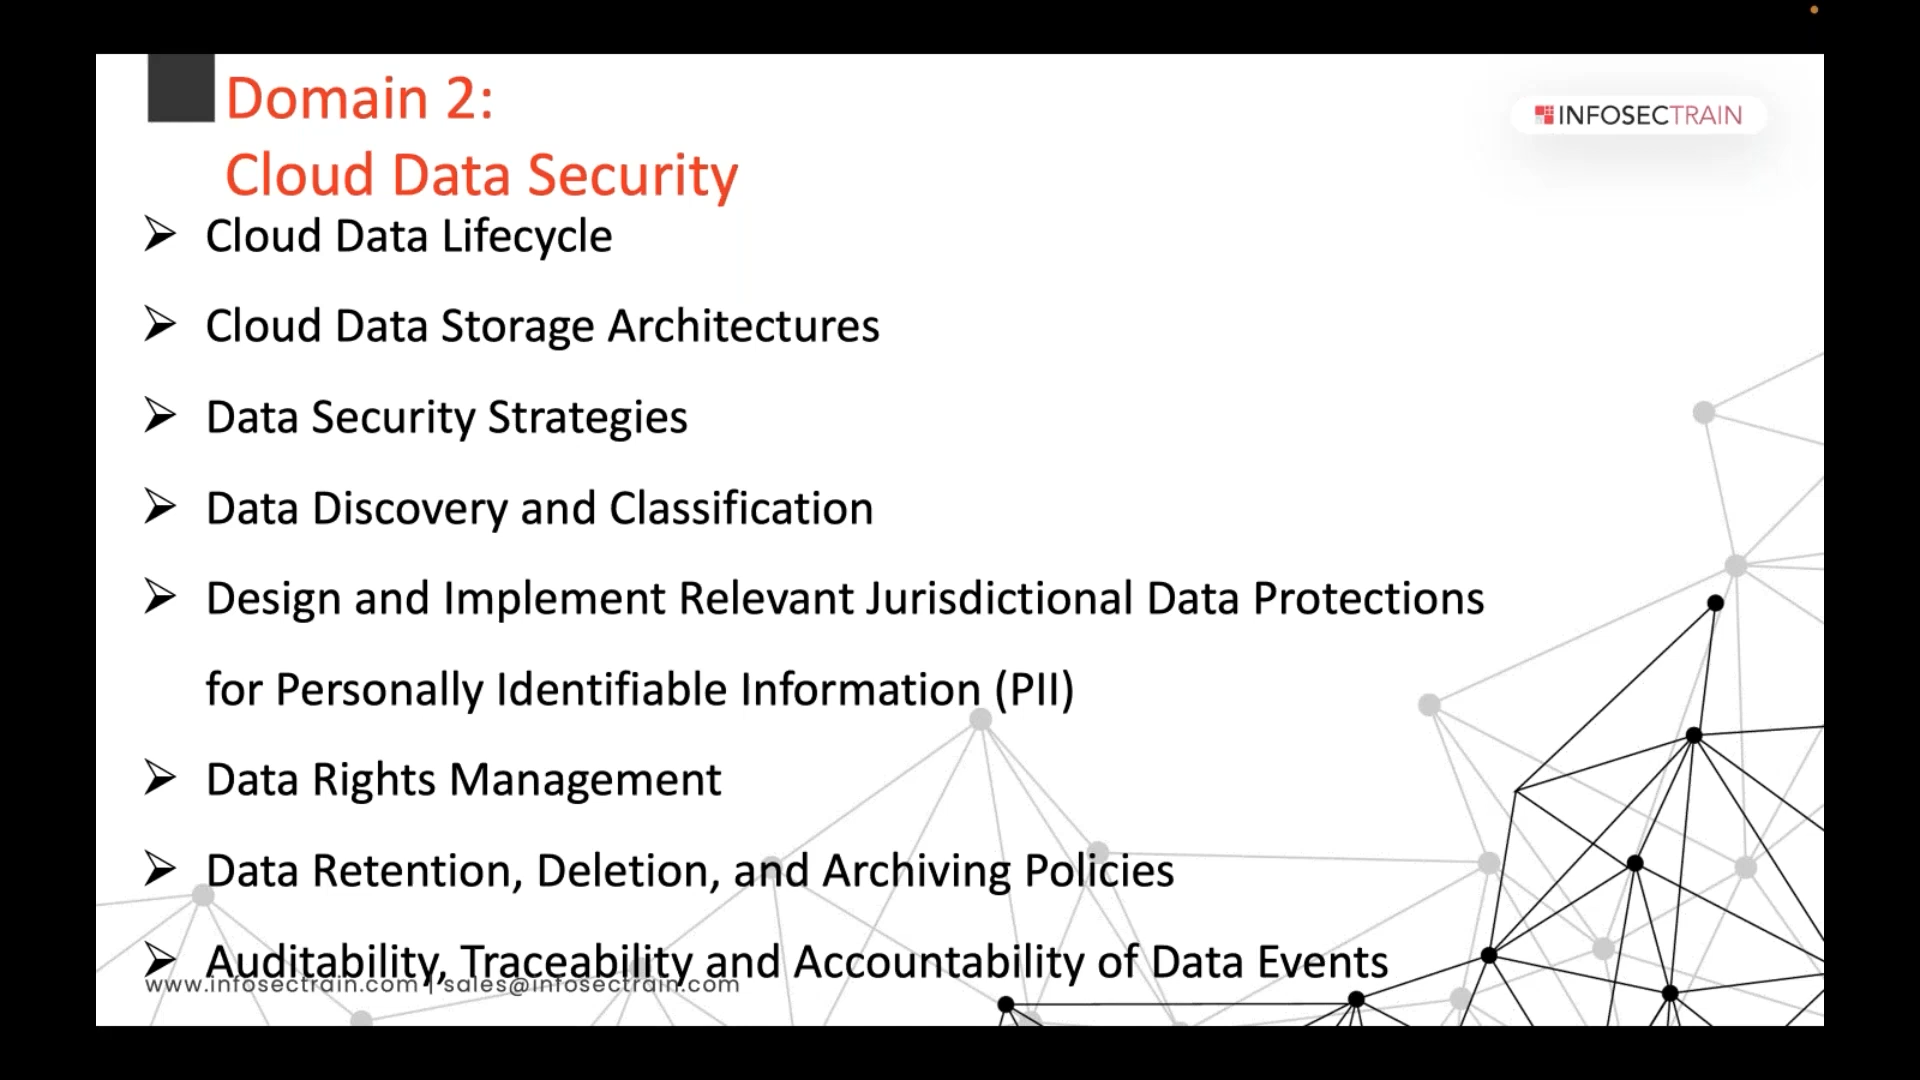 Domain 2:
INFOSECTRAIN
Cloud Data Security
➢ Cloud Data Lifecycle
➢ Cloud Data Storage Architectures
➢ Data Security Strategies
➢ Data Discovery and Classification
➢ Design and Implement Relevant Jurisdictional Data Protections
for Personally Identifiable Information (PII)
➢ Data Rights Management
➢ Data Retention, Deletion, and Archiving Policies
➢ Auditability, Traceability and Accountability of Data Events
www.infosectrain.com | sales@infosectrain.com